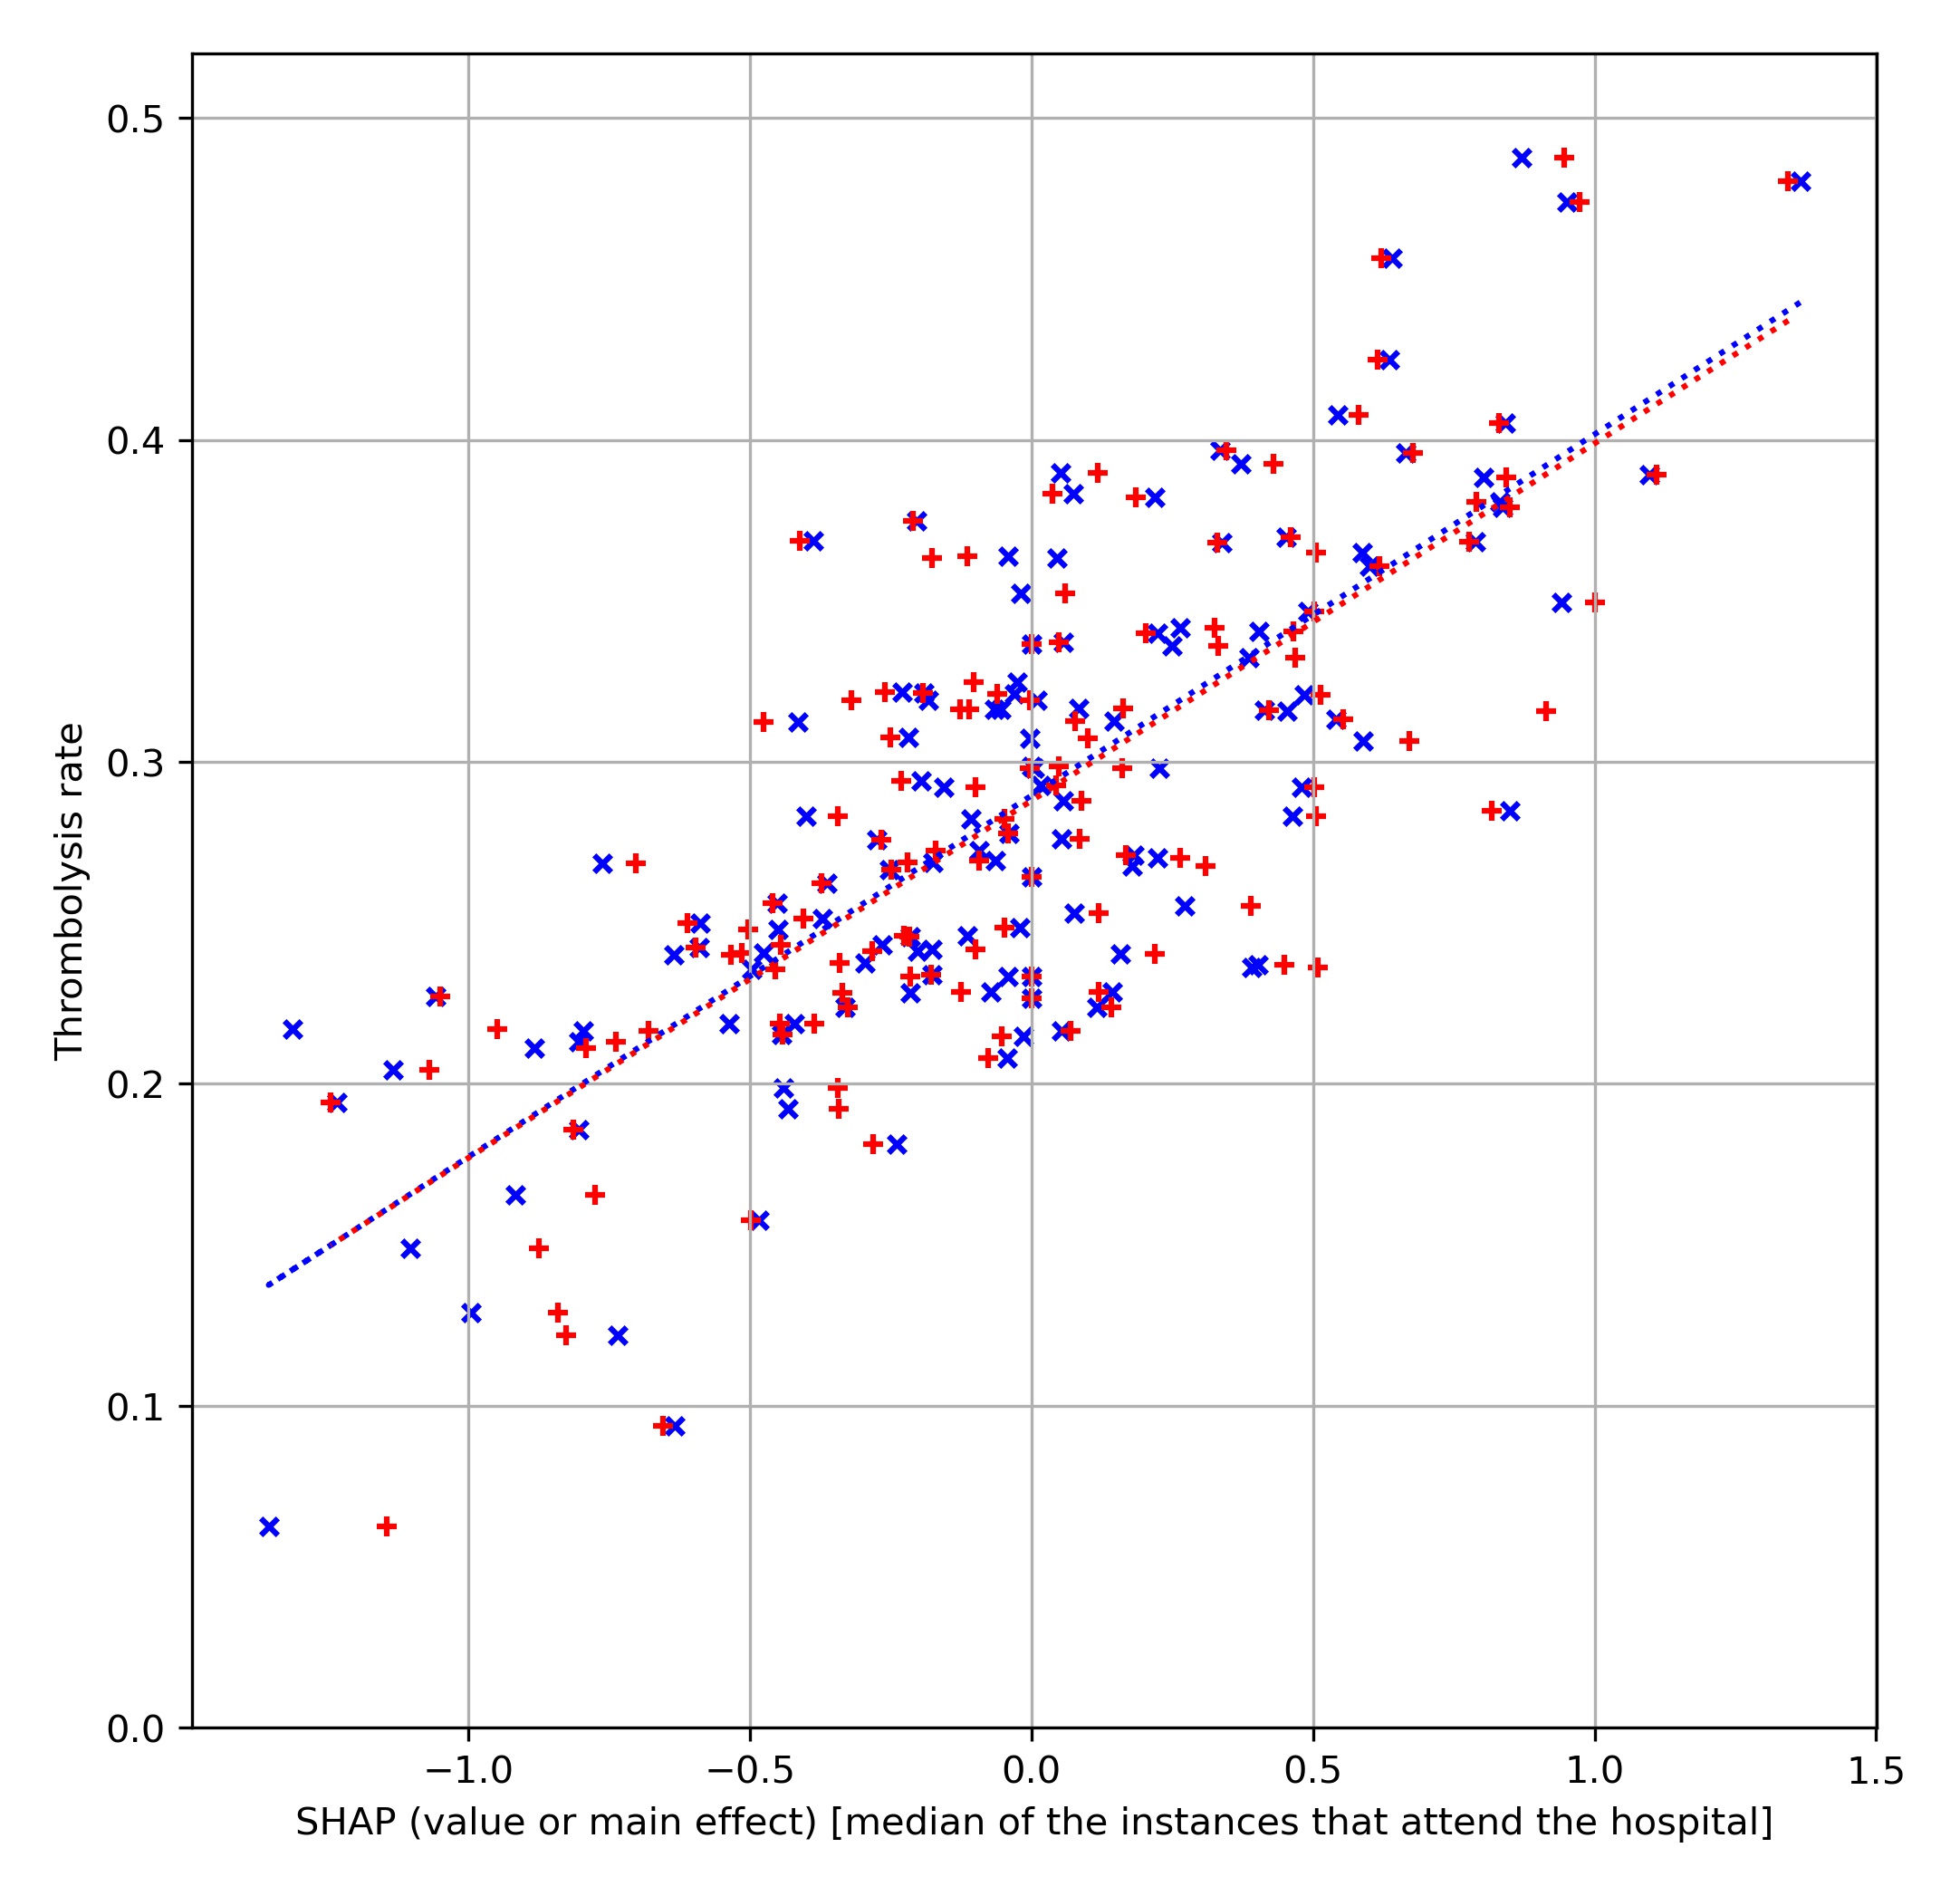 Thrombolysis rate
0.5
0.4
0.3
0.2
0.1
0.0
−1.0 −0.5 0.0 0.5 1.0 1.5
SHAP (value or main effect) [median of the instances that attend the hospital]